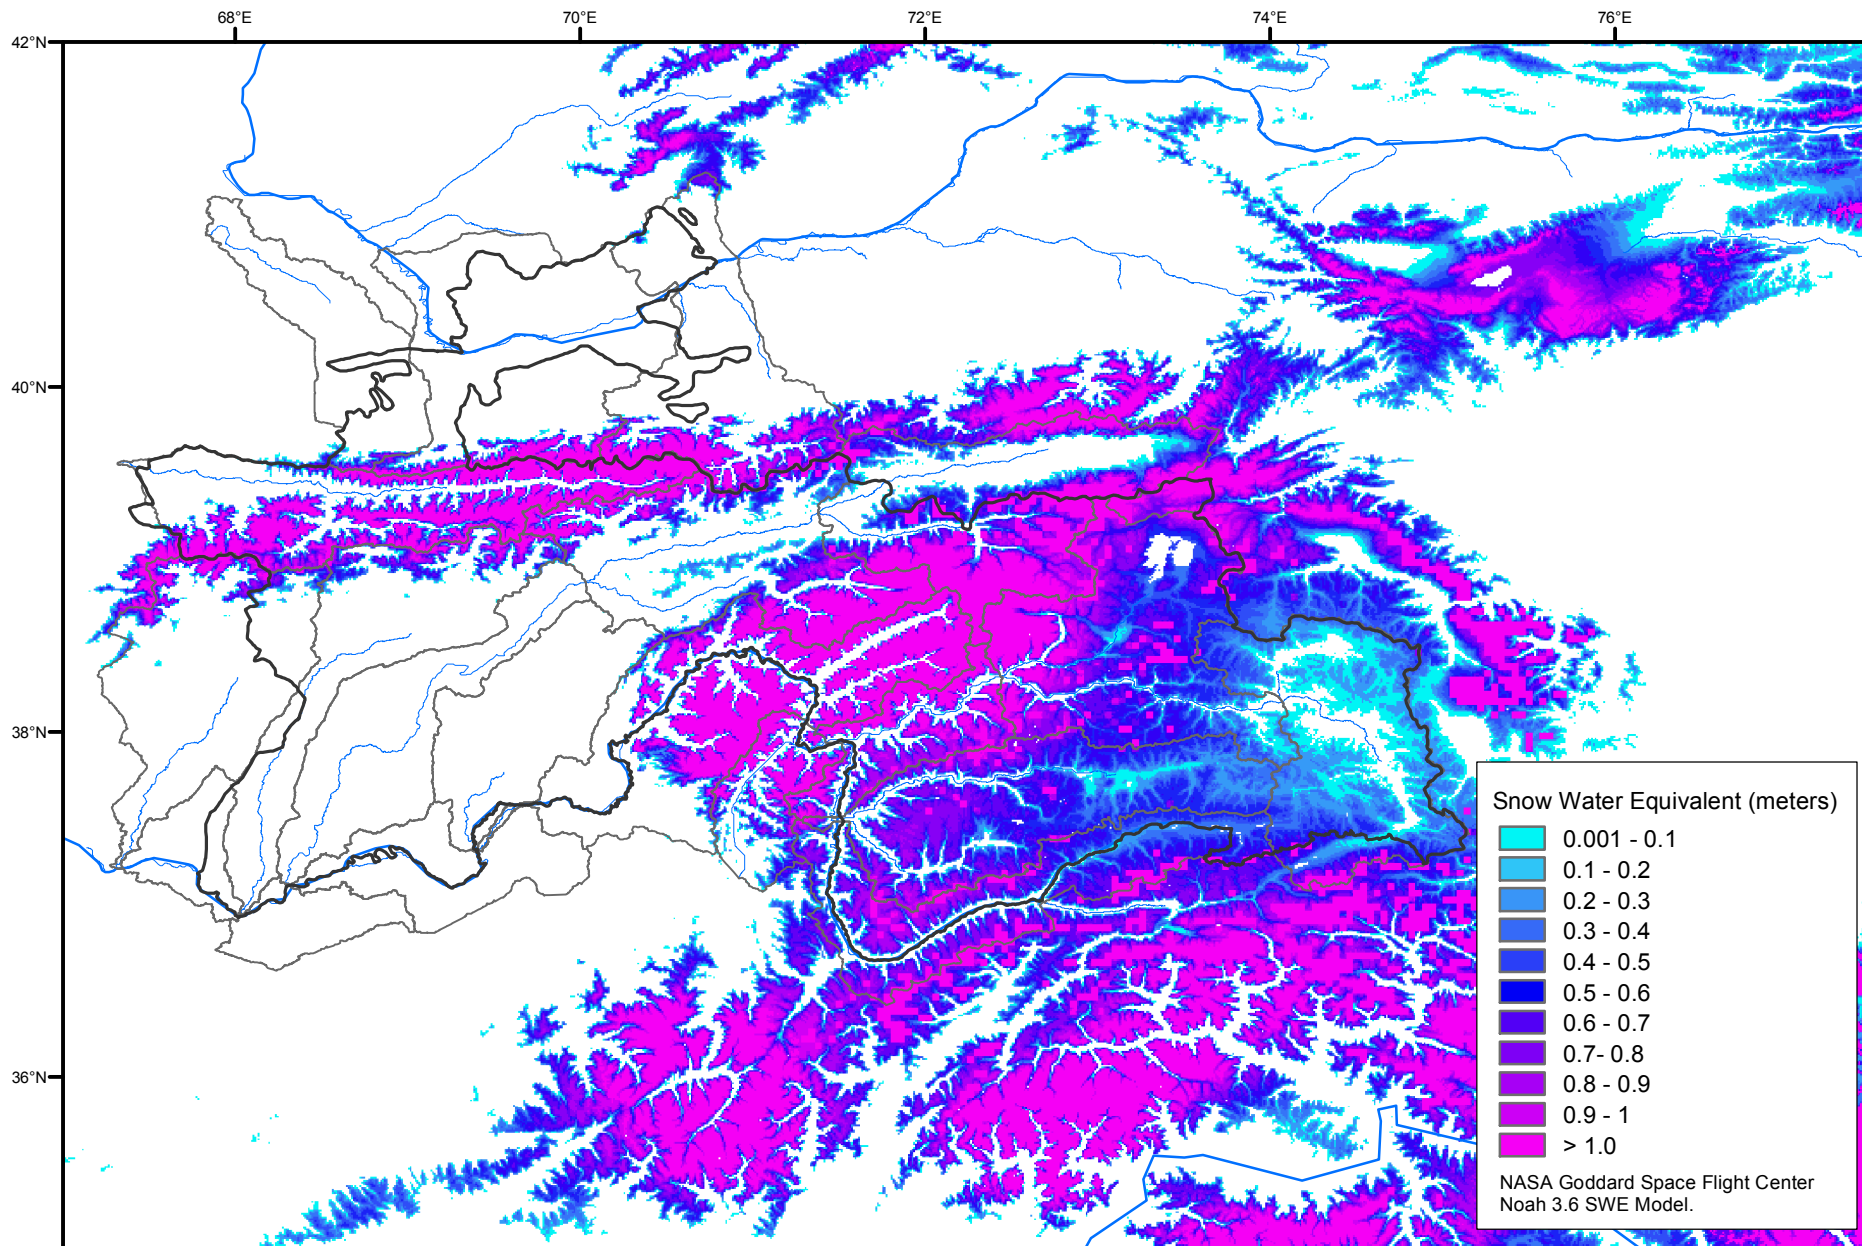 68°E
70°E
72°E
74°E
76°E
42°N
40°N
38°N
36°N
Snow Water Equivalent (meters)
0.001 - 0.1
0.1 - 0.2
0.2 - 0.3
0.3 - 0.4
0.4 - 0.5
0.5 - 0.6
0.6 - 0.7
0.7- 0.8
0.8 - 0.9
0.9 - 1
> 1.0
NASA Goddard Space Flight Center
Noah 3.6 SWE Model.